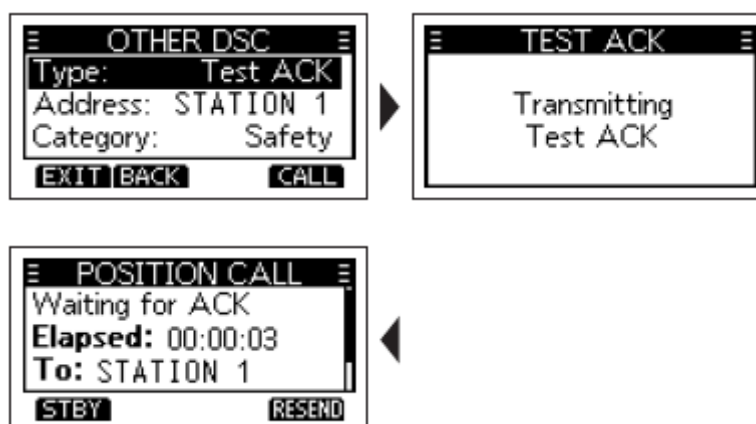 OTHER DSC
Type: Test ACK
Address: STATION 1
Category: Safety
EXIT BACK CALL
TEST ACK
Transmitting
Test ACK
POSITION CALL
Waiting for ACK
Elapsed: 00:00:03
To: STATION 1
STBY RESEND